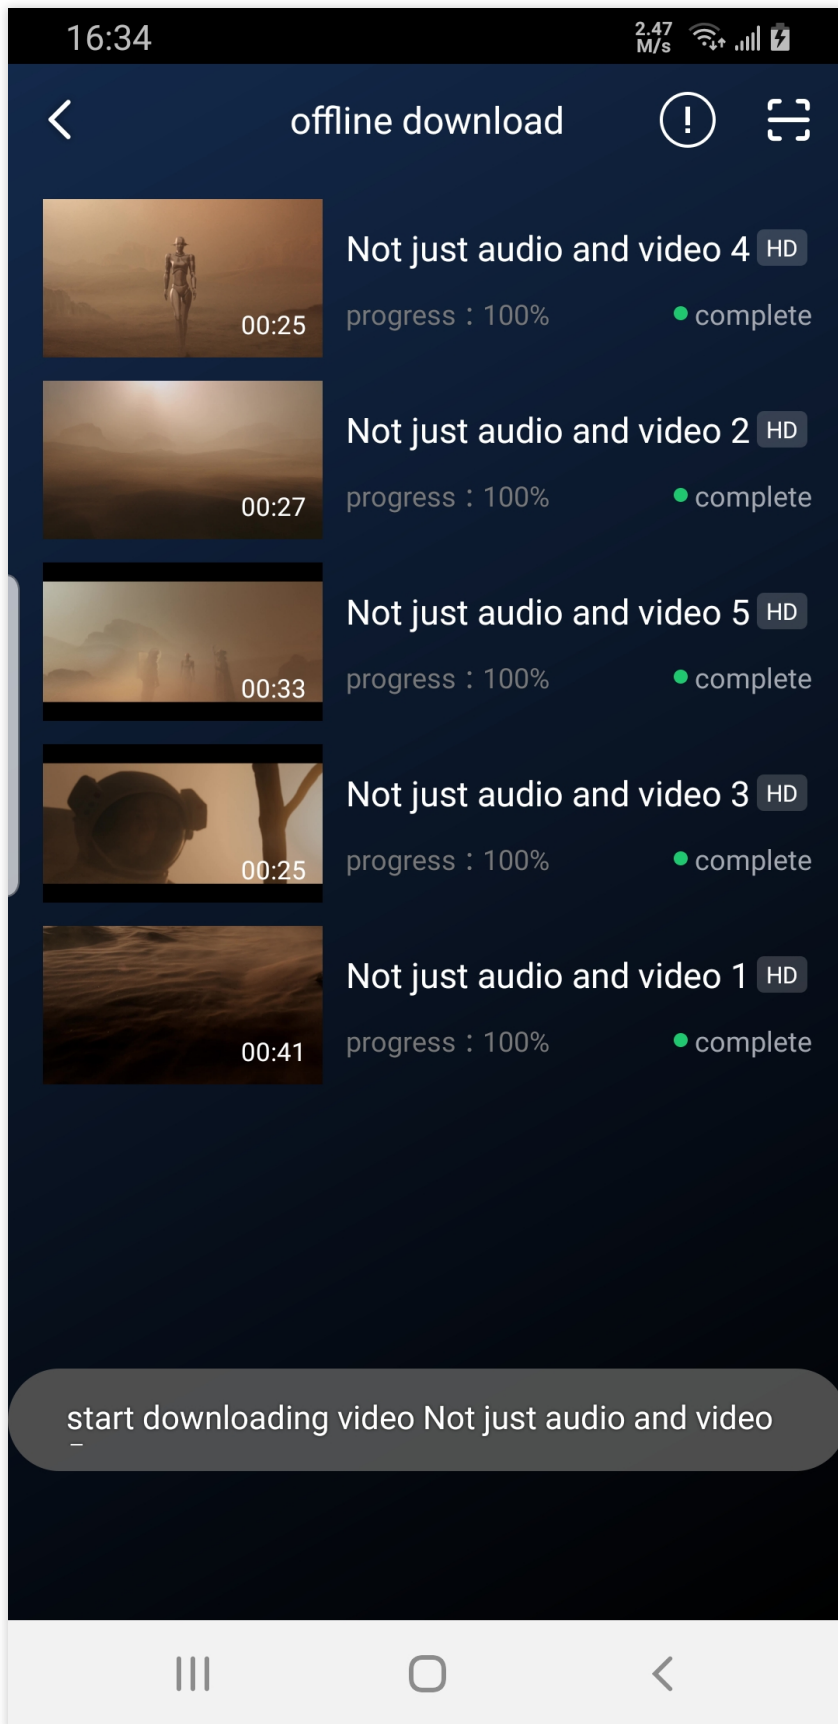 16:34
2.47
M/s
offline download
Not just audio and video 4 HD
00:25
progress : 100%
complete
Not just audio and video 2 HD
00:27
progress : 100%
complete
Not just audio and video 5 HD
00:33
progress : 100%
complete
Not just audio and video 3 HD
00:25
progress : 100%
complete
Not just audio and video 1 HD
00:41
progress : 100%
complete
start downloading video Not just audio and video